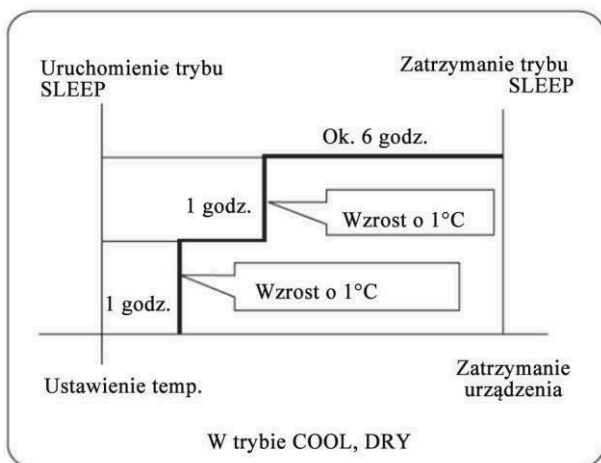 Uruchomienie trybu
SLEEP
Zatrzymanie trybu
SLEEP
Ok. 6 godz.
1 godz.
Wzrost o 1°C
1 godz.
Wzrost o 1°C
Ustawienie temp.
Zatrzymanie
urządzenia
W trybie COOL, DRY